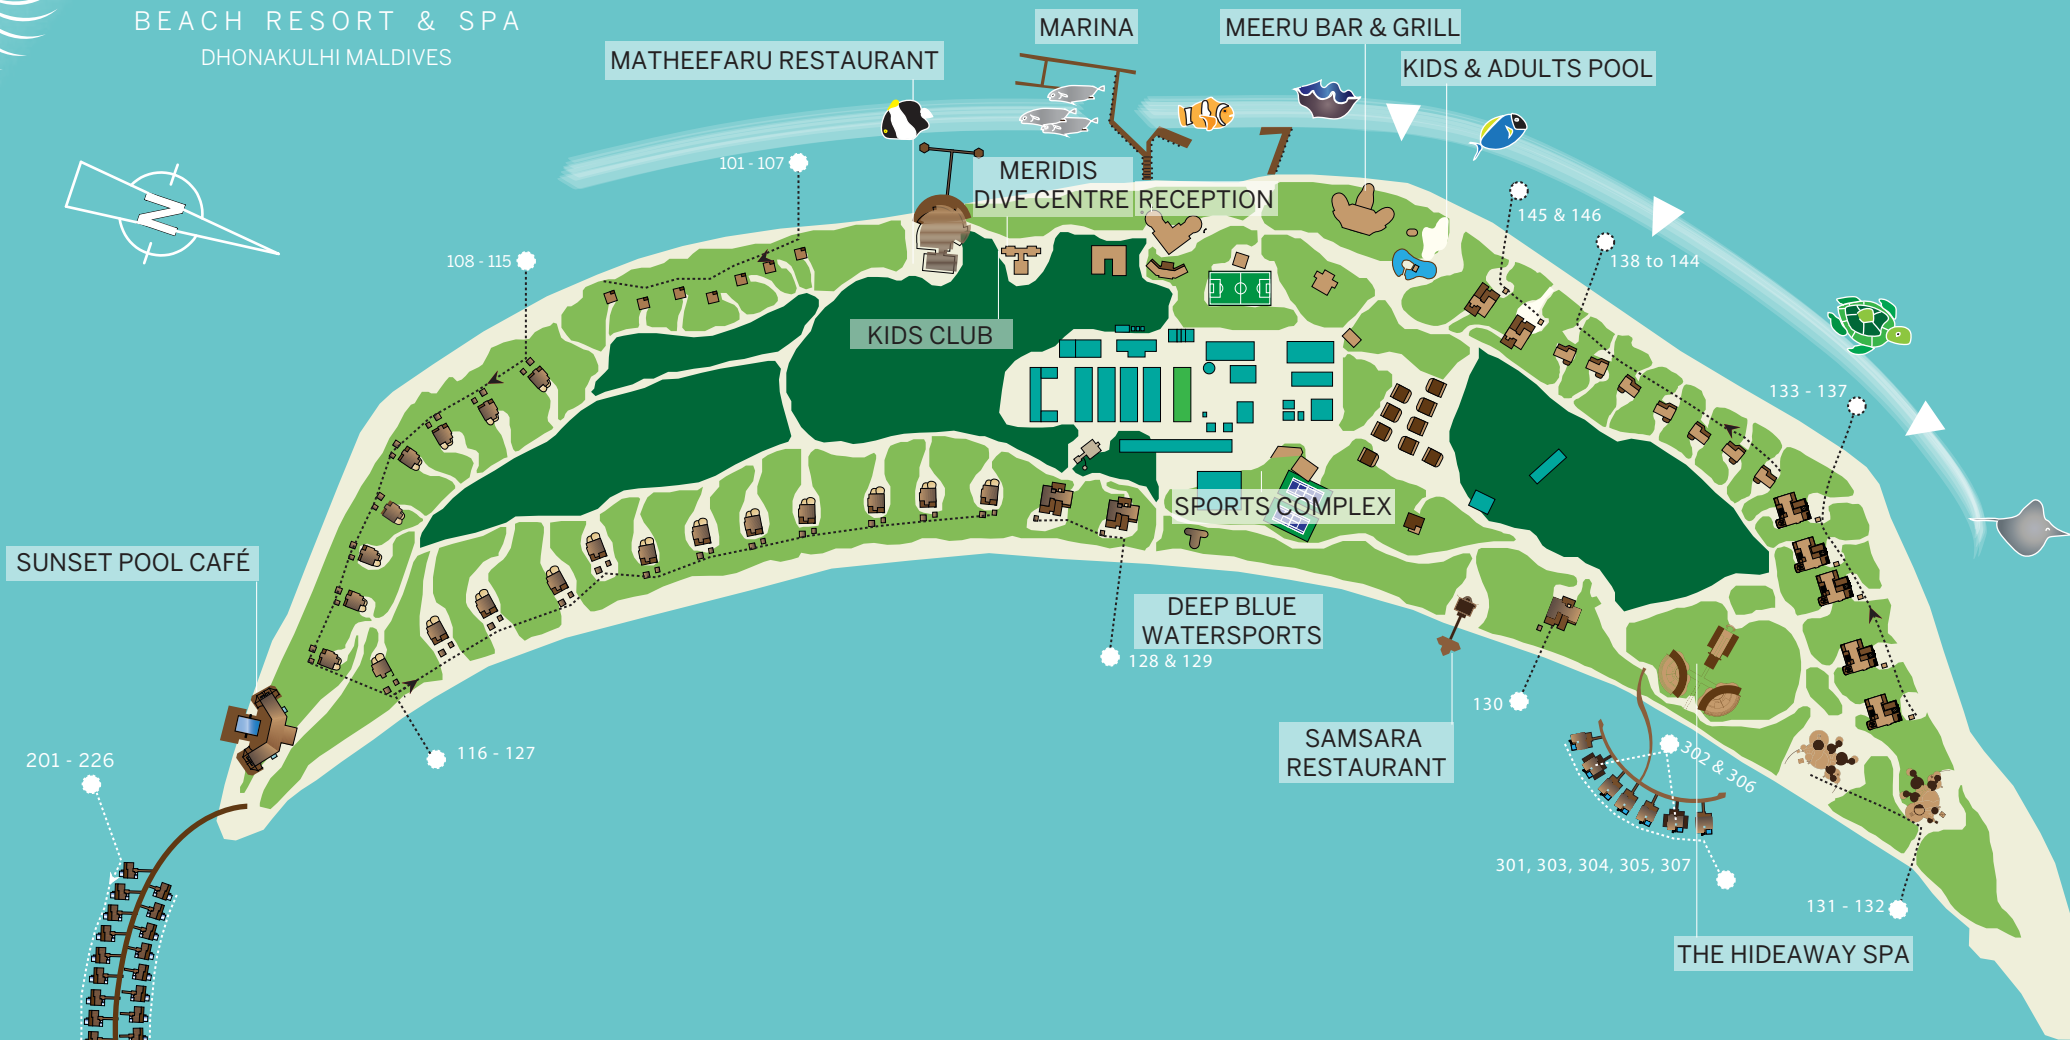 BEACH RESORT & SPA
DHONAKULHI MALDIVES
MARINA
MEERU BAR & GRILL
MATHEEFARU RESTAURANT
KIDS & ADULTS POOL
101 - 107
MERIDIS
DIVE CENTRE
RECEPTION
N
108 - 115
145 & 146
138 to 144
KIDS CLUB
133 - 137
SPORTS COMPLEX
SUNSET POOL CAFÉ
DEEP BLUE
WATERSPORTS
128 & 129
130
116 - 127
SAMSARA
RESTAURANT
302 & 306
201 - 226
301, 303, 304, 305, 307
131 - 132
THE HIDEAWAY SPA